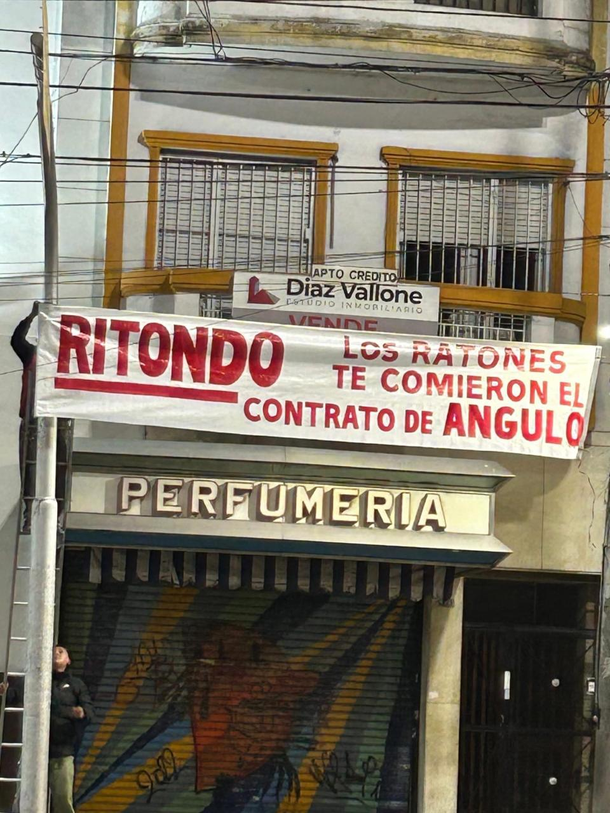 APTO CREDITO
Diaz Vallone
ESTUDIO INMOBILIARIO
VENDE
RITONDO
LOS RATONES
TE COMIERON EL
CONTRATO DE ANGULO
PERFUMERIA